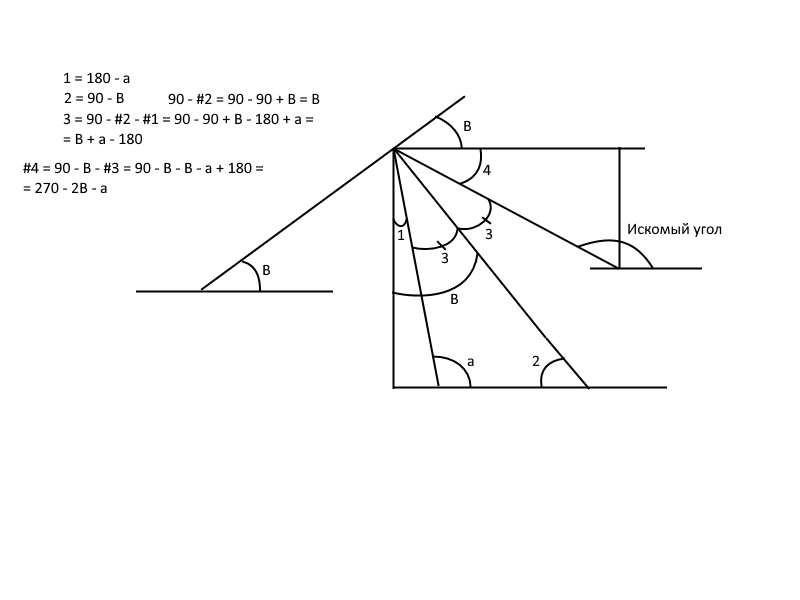 1 = 180 - a
2 = 90 - B
90 - #2 = 90 - 90 + B = B
3 = 90 - #2 - #1 = 90 - 90 + B - 180 + a =
= B + a - 180
#4 = 90 - B - #3 = 90 - B - B - a + 180 =
= 270 - 2B - a
B
4
3
1
3
Искомый угол
B
B
a
2